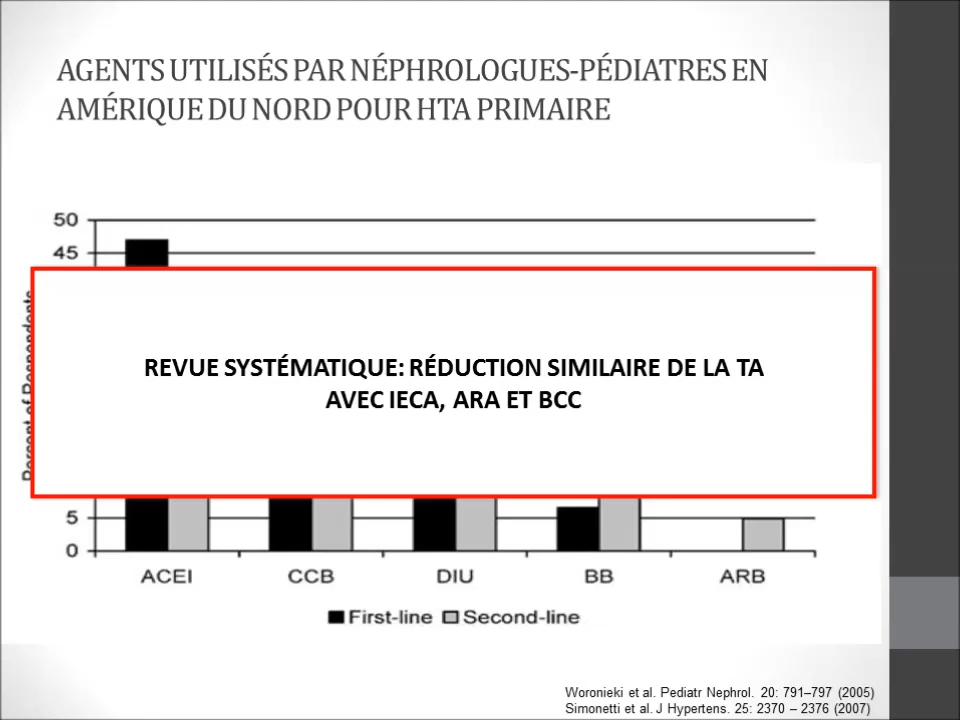 AGENTS UTILISÉS PAR NÉPHROLOGUES-PÉDIATRES EN
AMÉRIQUE DU NORD POUR HTA PRIMAIRE
50
45
REVUE SYSTÉMATIQUE: RÉDUCTION SIMILAIRE DE LA TA
AVEC IECA, ARA ET BCC
5
0
ACEI CCB DIU BB ARB
First-line Second-line
Woronieki et al. Pediatr Nephrol. 20: 791–797 (2005)
Simonetti et al. J Hypertens. 25: 2370 – 2376 (2007)